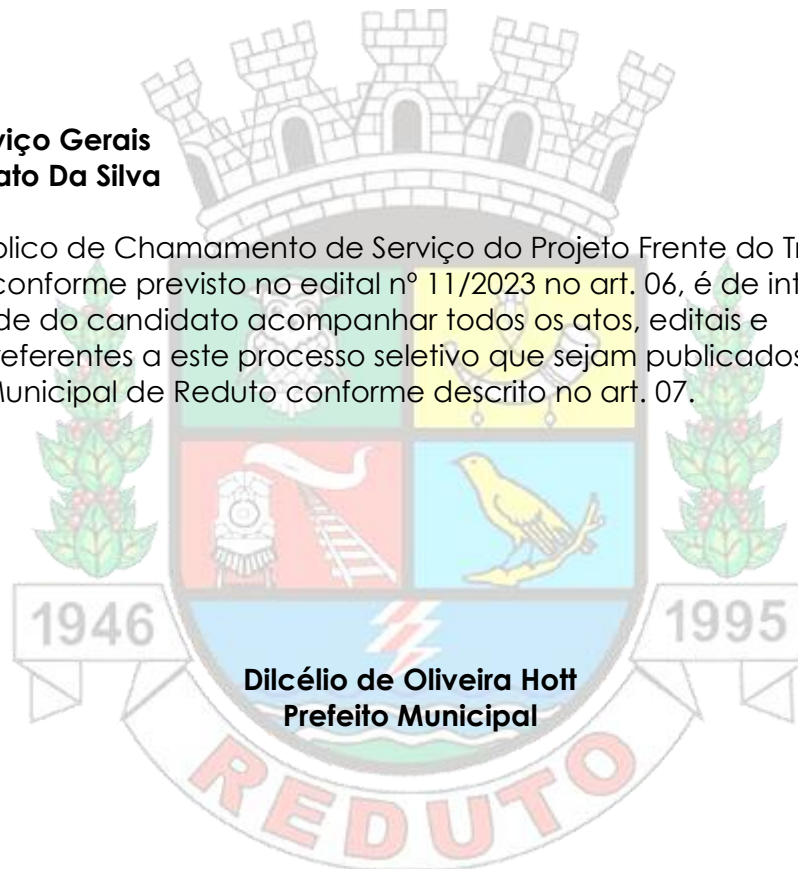 viço Gerais
ato Da Silva
blico de Chamamento de Serviço do Projeto Frente do Tr
conforme previsto no edital nº 11/2023 no art. 06, é de int
de do candidato acompanhar todos os atos, editais e
referentes a este processo seletivo que sejam publicados
Municipal de Reduto conforme descrito no art. 07.
1946
1995
Dilcélio de Oliveira Hott
Prefeito Municipal
REDUTO